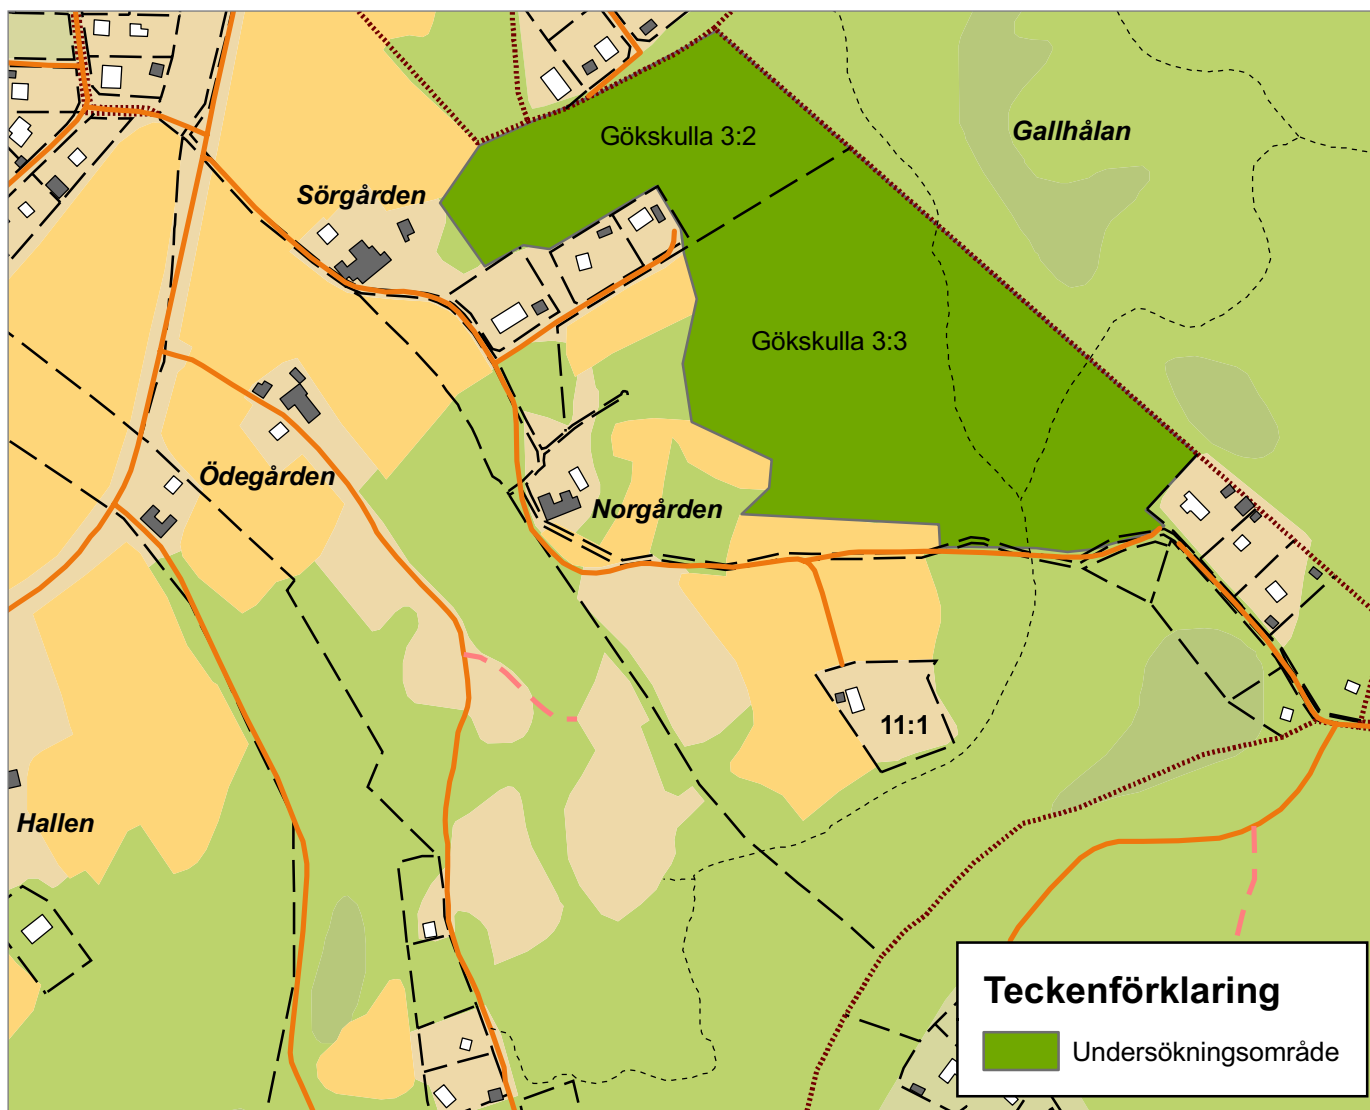 Gökskulla 3:2
Gallhålan
Sörgården
Gökskulla 3:3
Ödegården
Norgården
11:1
Hallen
Teckenförklaring
Undersökningsområde